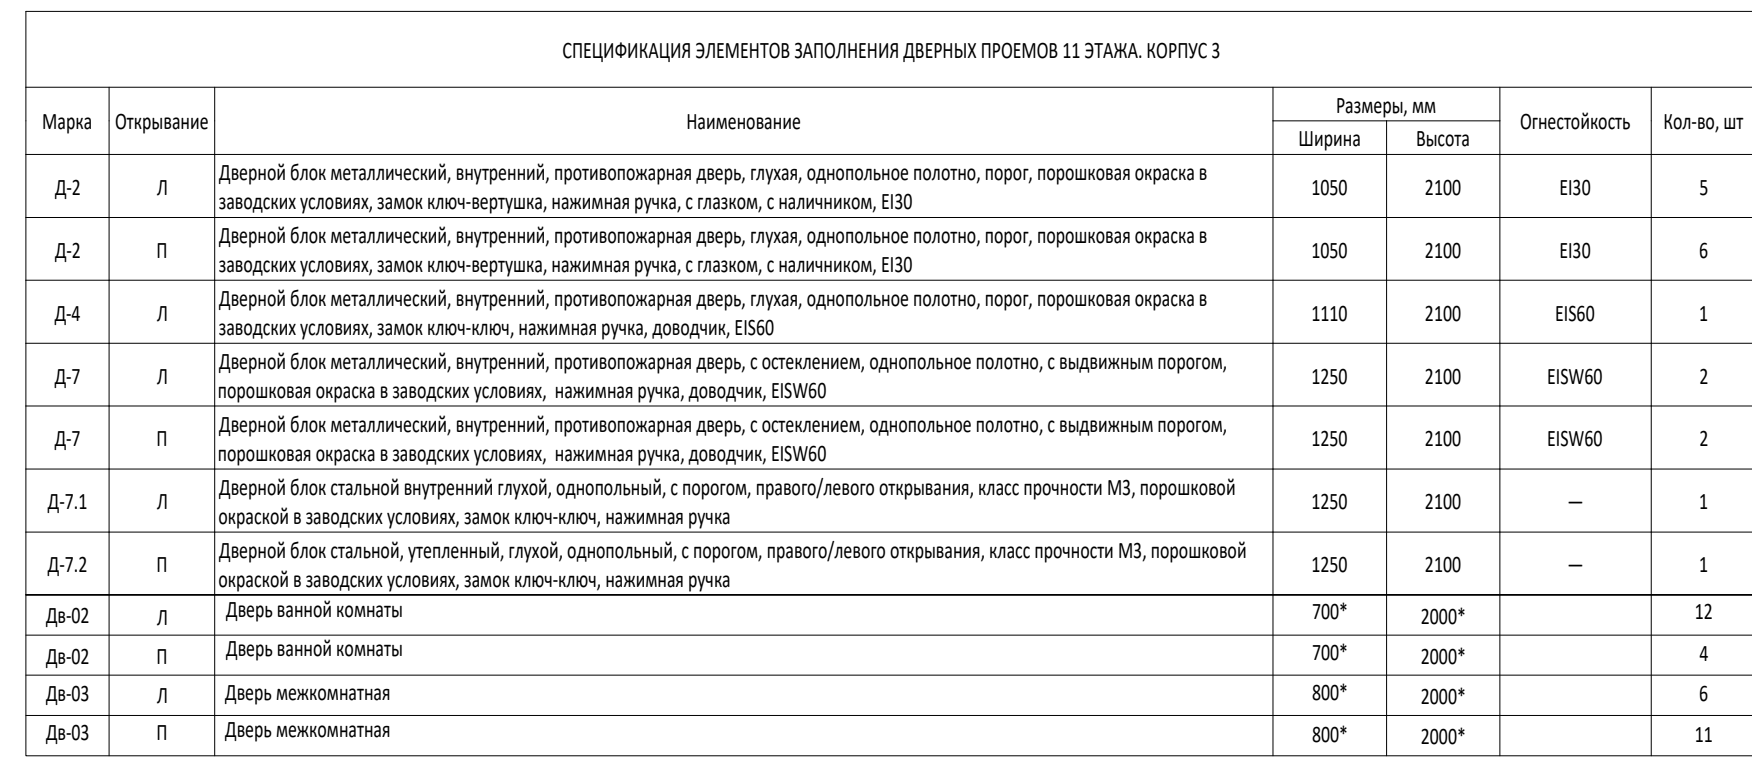 СПЕЦИФИКАЦИЯ ЭЛЕМЕНТОВ ЗАПОЛНЕНИЯ ДВЕРНЫХ ПРОЕМОВ 11 ЭТАЖА. КОРПУС 3
Марка Открывание Наименование Размеры, мм Огнестойкость Кол-во, шт
Ширина Высота
Д-2 Л Дверной блок металлический, внутренний, противопожарная дверь, глухая, однопольное полотно, порог, порошковая окраска в
заводских условиях, замок ключ-вертушка, нажимная ручка, с глазком, с наличником, EI30 1050 2100 EI30 5
Д-2 П Дверной блок металлический, внутренний, противопожарная дверь, глухая, однопольное полотно, порог, порошковая окраска в
заводских условиях, замок ключ-вертушка, нажимная ручка, с глазком, с наличником, EI30 1050 2100 EI30 6
Д-4 Л Дверной блок металлический, внутренний, противопожарная дверь, глухая, однопольное полотно, порог, порошковая окраска в
заводских условиях, замок ключ-ключ, нажимная ручка, доводчик, EIS60 1110 2100 EIS60 1
Д-7 Л Дверной блок металлический, внутренний, противопожарная дверь, с остеклением, однопольное полотно, с выдвижным порогом,
порошковая окраска в заводских условиях, нажимная ручка, доводчик, EISW60 1250 2100 EISW60 2
Д-7 П Дверной блок металлический, внутренний, противопожарная дверь, с остеклением, однопольное полотно, с выдвижным порогом,
порошковая окраска в заводских условиях, нажимная ручка, доводчик, EISW60 1250 2100 EISW60 2
Д-7.1 Л Дверной блок стальной внутренний глухой, однопольный, с порогом, правого/левого открывания, класс прочности М3, порошковой
окраской в заводских условиях, замок ключ-ключ, нажимная ручка 1250 2100 — 1
Д-7.2 П Дверной блок стальной, утепленный, глухой, однопольный, с порогом, правого/левого открывания, класс прочности М3, порошковой
окраской в заводских условиях, замок ключ-ключ, нажимная ручка 1250 2100 — 1
Дв-02 Л Дверь ванной комнаты 700* 2000* 12
Дв-02 П Дверь ванной комнаты 700* 2000* 4
Дв-03 Л Дверь межкомнатная 800* 2000* 6
Дв-03 П Дверь межкомнатная 800* 2000* 11